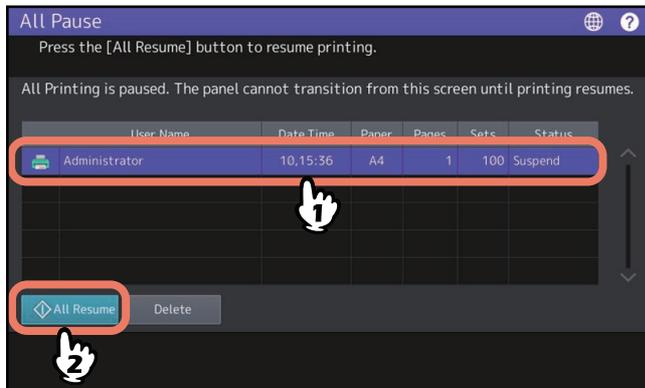 All Pause
?
Press the [All Resume] button to resume printing.
All Printing is paused. The panel cannot transition from this screen until printing resumes.
User Name Date Time Paper Pages Sets Status
Administrator 10,15:36 A4 1 100 Suspend
1
All Resume Delete
2